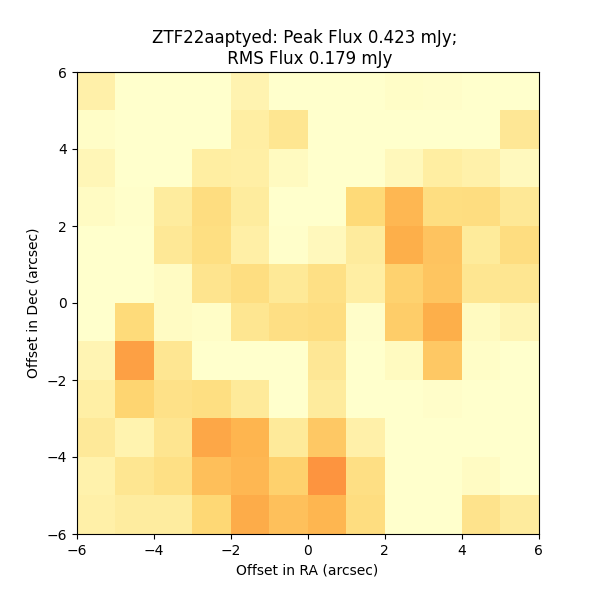 ZTF22aaptyed: Peak Flux 0.423 mJy;
RMS Flux 0.179 mJy
6
4
2
0
−2
−4
−6
Offset in Dec (arcsec)
−6 −4 −2 0 2 4 6
Offset in RA (arcsec)